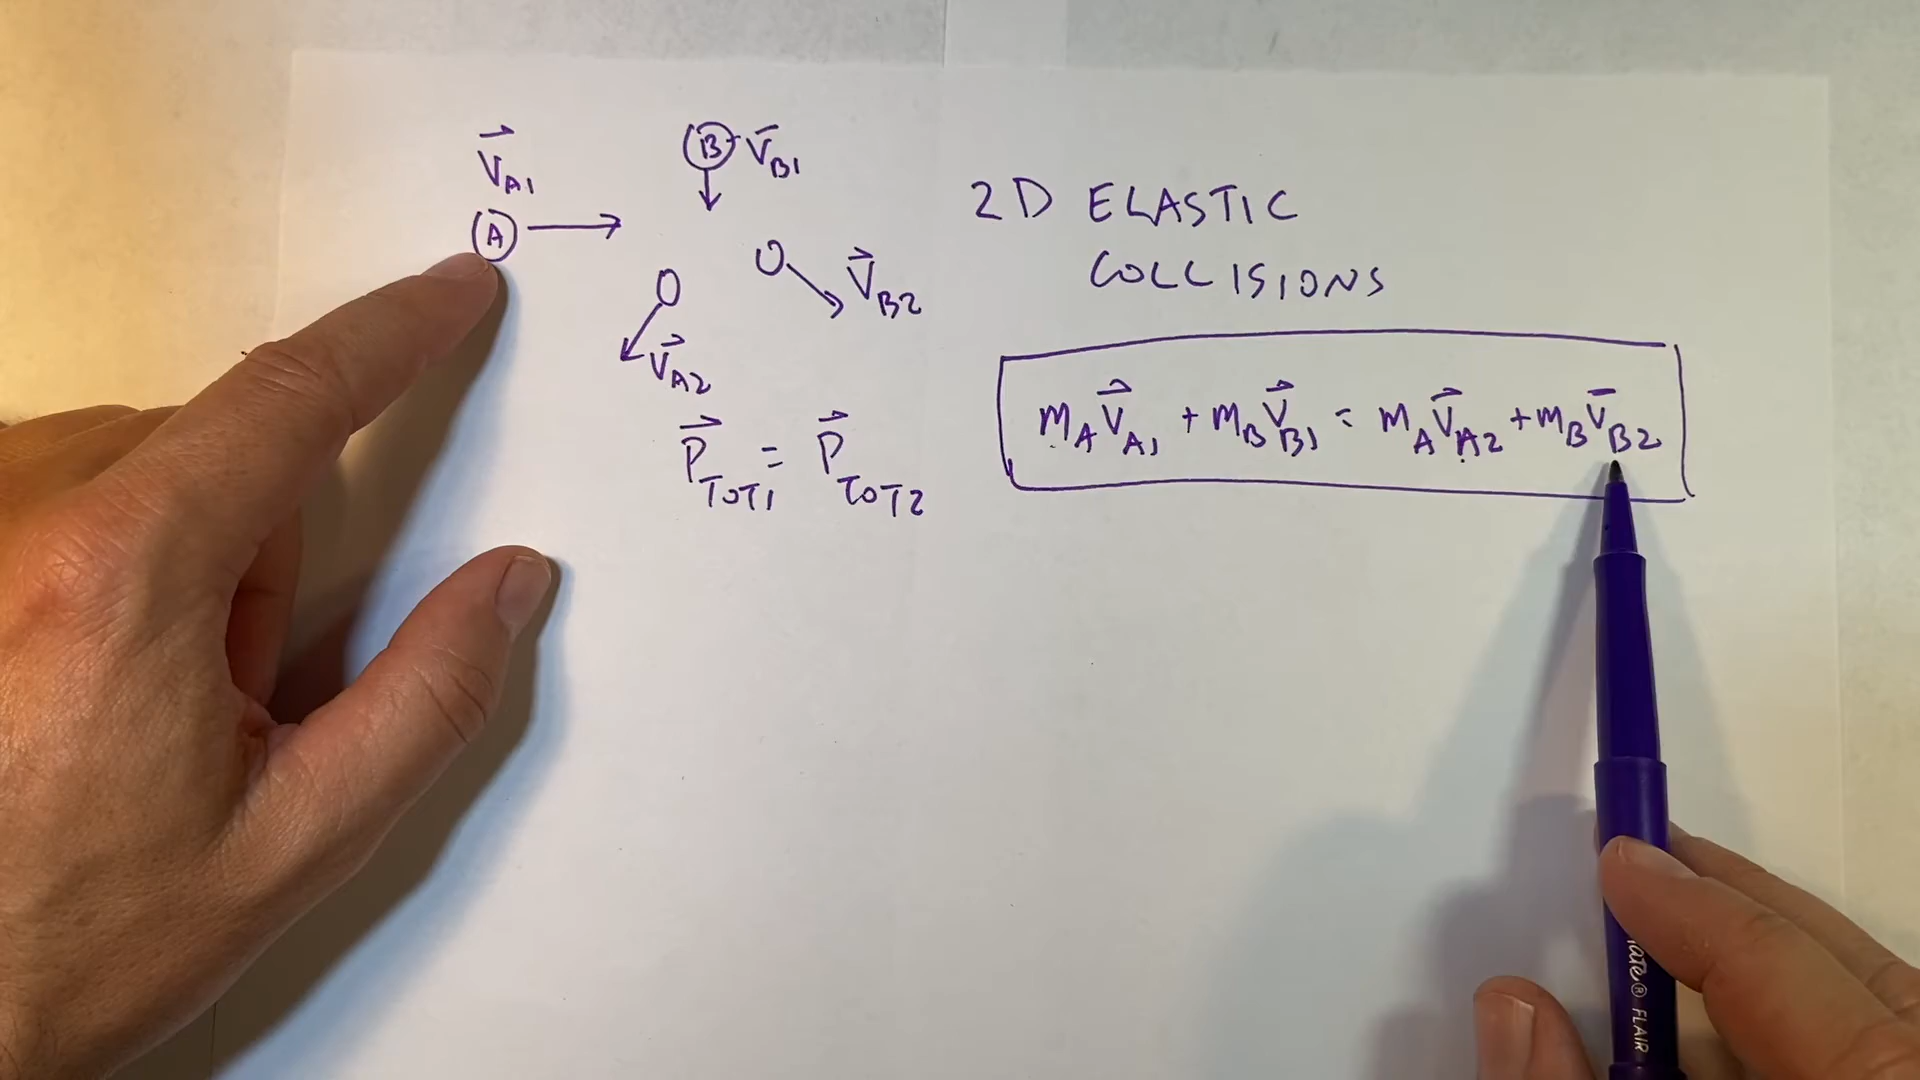 V⃗A1
A
B
V⃗B1
V⃗B2
V⃗A2
P⃗TOT1 = P⃗TOT2
2D ELASTIC
COLLISIONS
mAV⃗A1 + mBV⃗B1 = mAV⃗A2 + mBV̄B2
® FLAIR